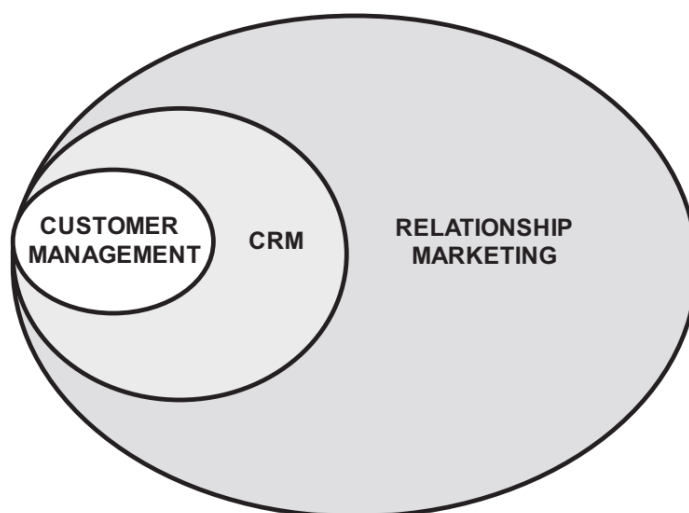 CUSTOMER
MANAGEMENT
CRM
RELATIONSHIP
MARKETING